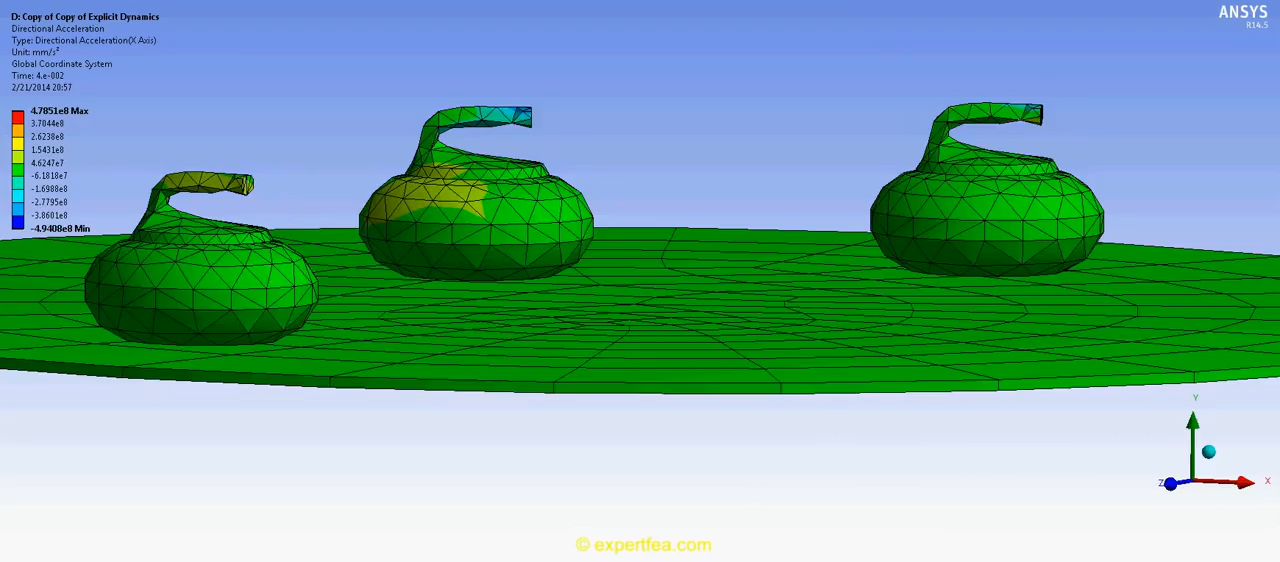 D: Copy of Copy of Explicit Dynamics
Directional Acceleration
Type: Directional Acceleration(X Axis)
Unit: mm/s²
Global Coordinate System
Time: 4.e-002
2/21/2014 20:57
4.7851e8 Max
3.7044e8
2.6238e8
1.5431e8
4.6247e7
-6.1818e7
-1.6988e8
-2.7795e8
-3.8601e8
-4.9408e8 Min
ANSYS
R14.5
Y
Z
X
© expertfea.com